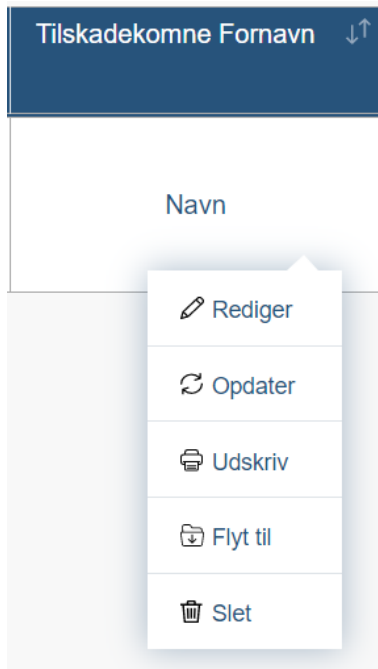 Tilskadekomne Fornavn
Navn
Rediger
Opdater
Udskriv
Flyt til
Slet